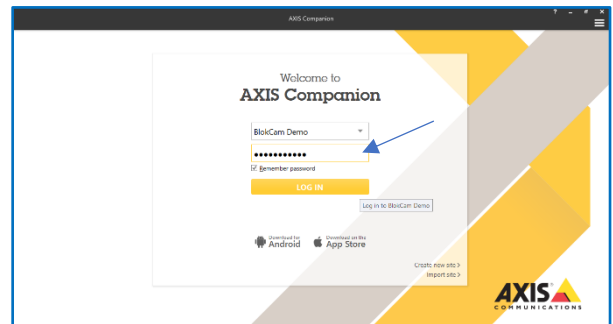 AXIS Companion
?
Welcome to
AXIS Companion
BlokCam Demo
Remember password
LOG IN
Log in to BlokCam Demo
Download for
Android
Download on the
App Store
Create new site >
Import site >
AXIS
COMMUNICATIONS